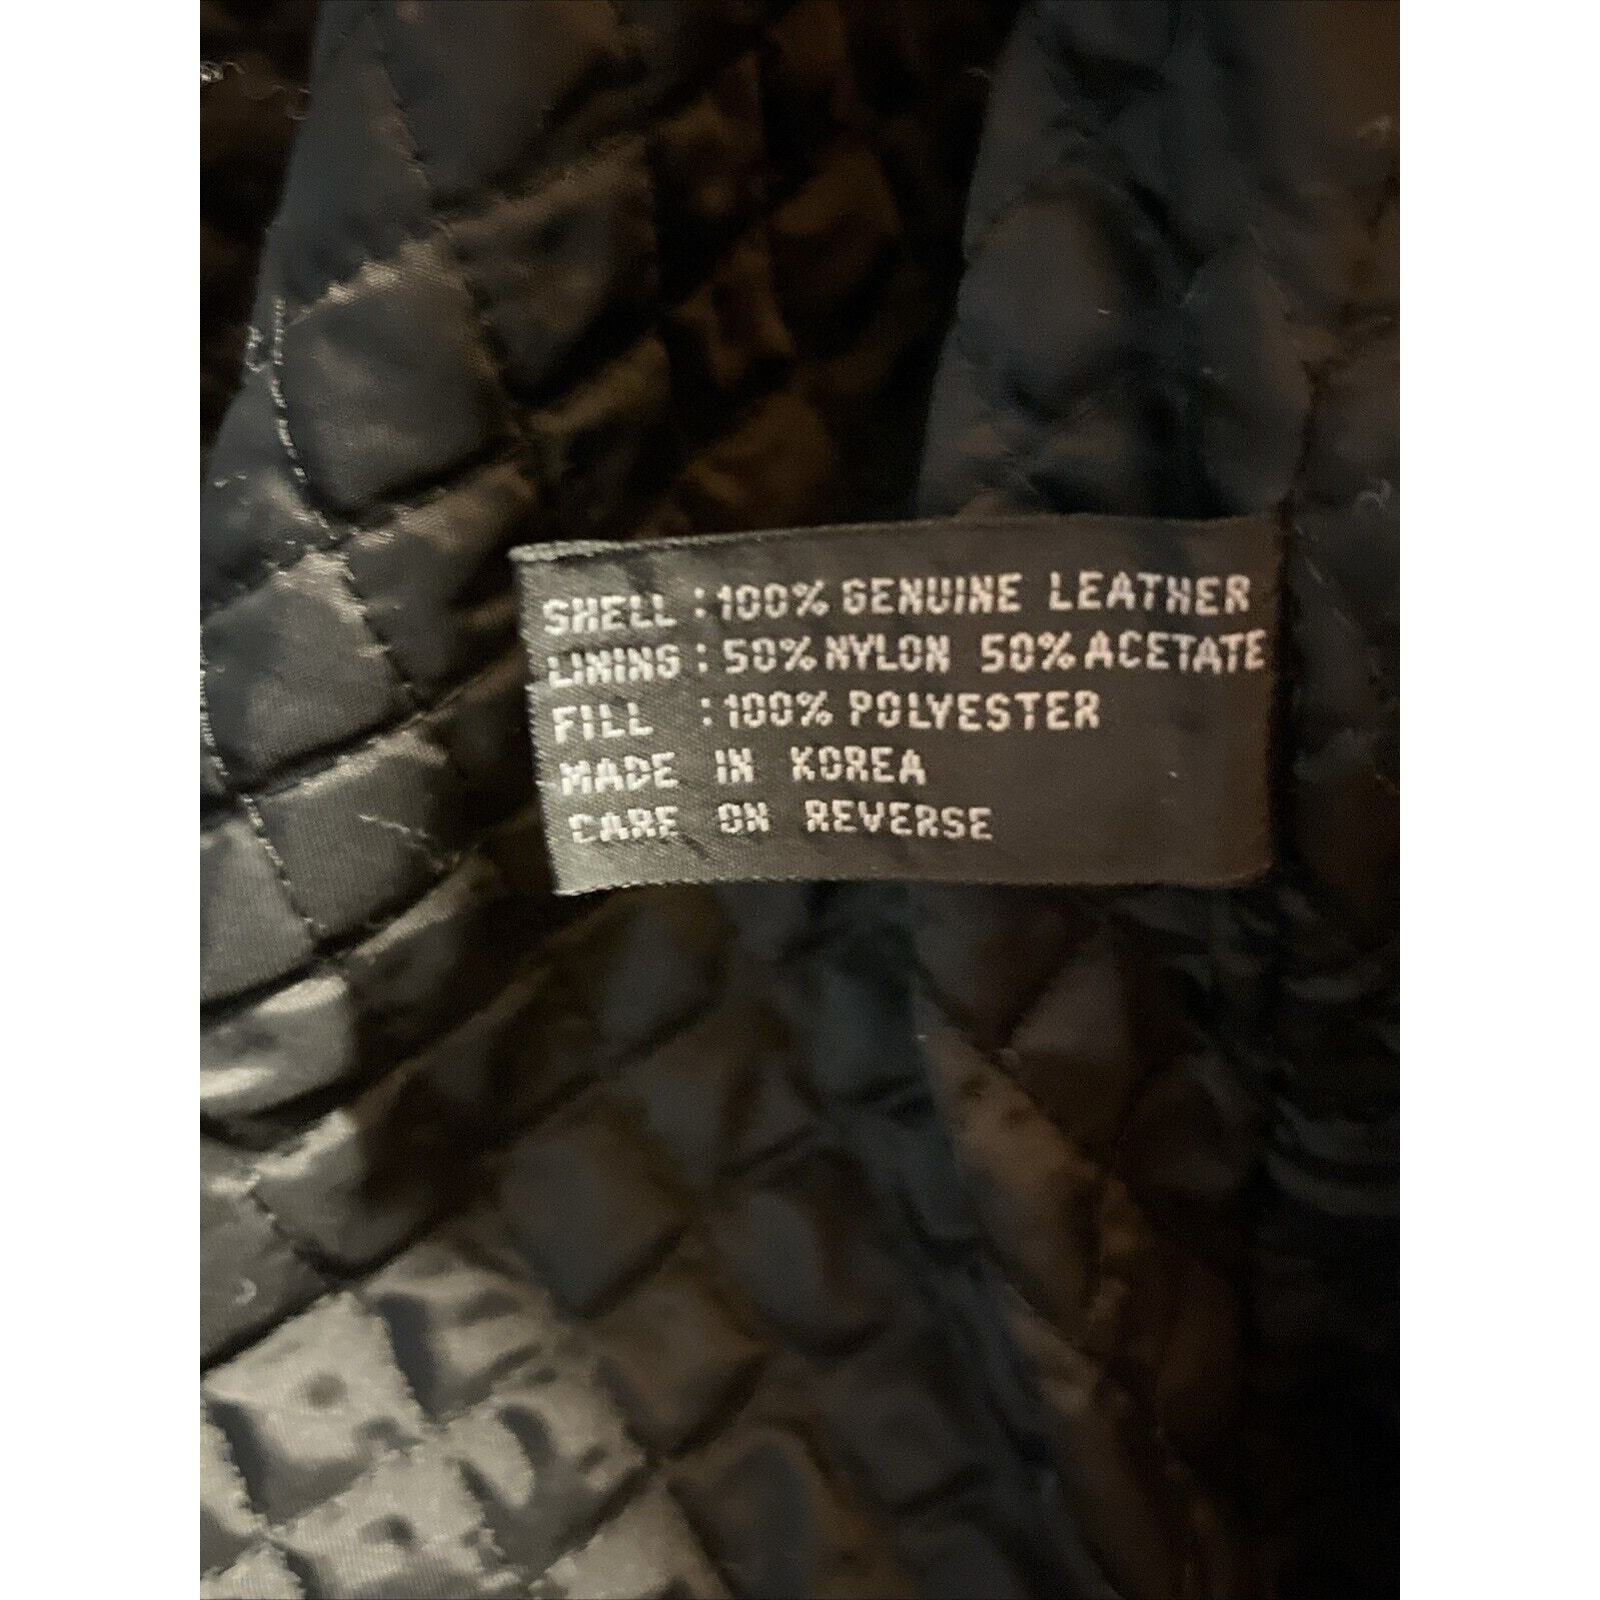 SHELL : 100% GENUINE LEATHER
LINING : 50% NYLON 50% ACETATE
FILL : 100% POLYESTER
MADE IN KOREA
CARE ON REVERSE